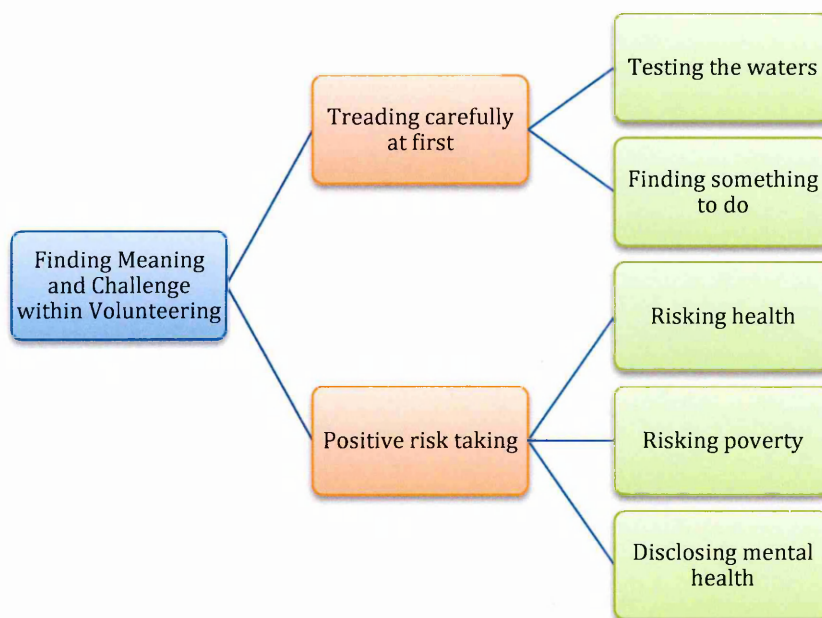 Finding Meaning
and Challenge
within Volunteering
Treading carefully
at first
Testing the waters
Finding something
to do
Positive risk taking
Risking health
Risking poverty
Disclosing mental
health